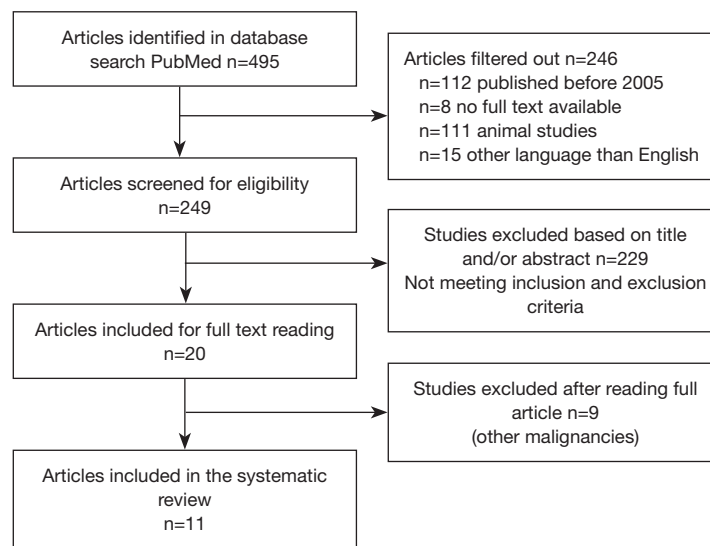 Articles identified in database
search PubMed n=495
Articles filtered out n=246
n=112 published before 2005
n=8 no full text available
n=111 animal studies
n=15 other language than English
Articles screened for eligibility
n=249
Studies excluded based on title
and/or abstract n=229
Not meeting inclusion and exclusion
criteria
Articles included for full text reading
n=20
Studies excluded after reading full
article n=9
(other malignancies)
Articles included in the systematic
review
n=11